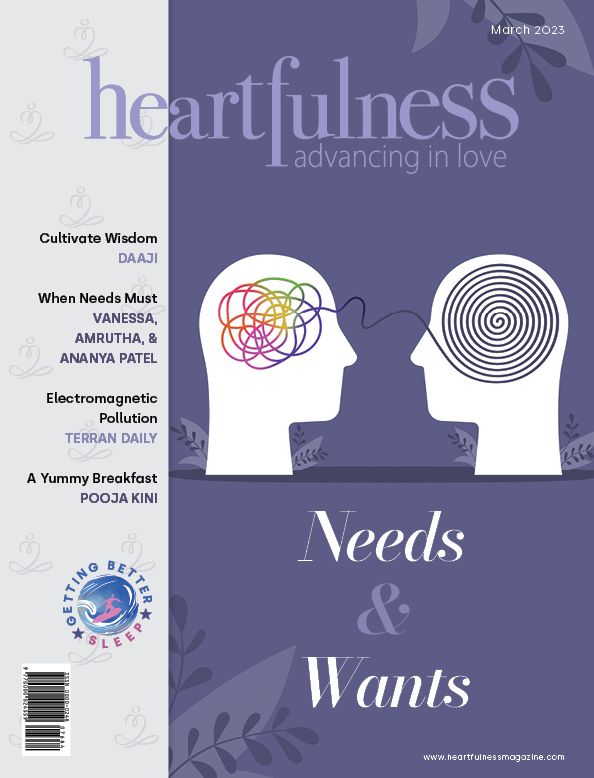 March 2023
heartfulness
advancing in love
Cultivate Wisdom
DAAJI
When Needs Must
VANESSA,
AMRUTHA, &
ANANYA PATEL
Electromagnetic
Pollution
TERRAN DAILY
A Yummy Breakfast
POOJA KINI
GETTING BETTER
SLEEP
Needs
&
Wants
www.heartfulnessmagazine.com